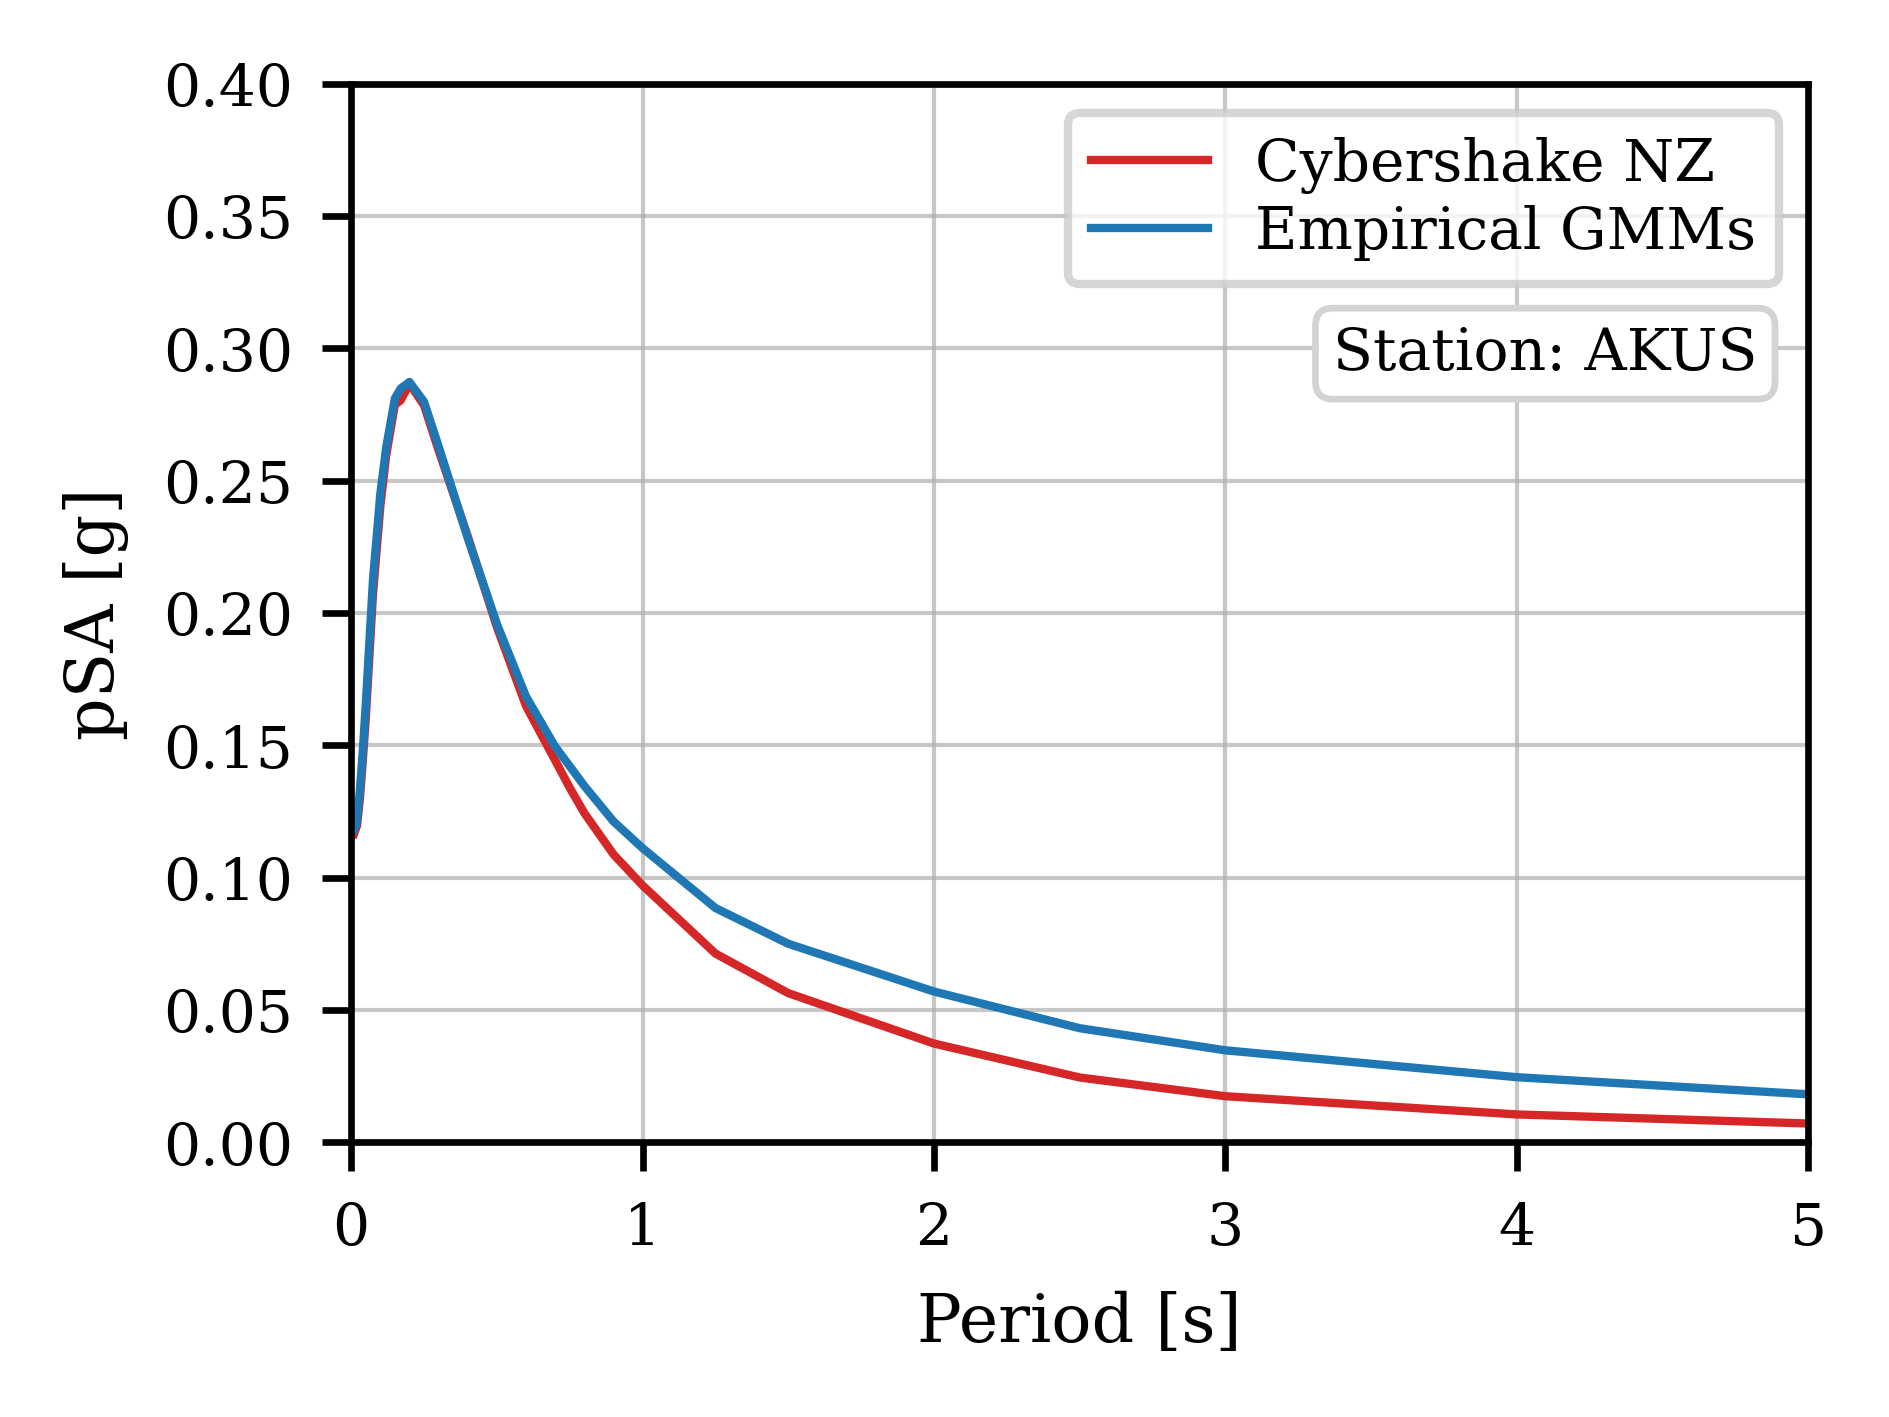 0.40
0.35
0.30
0.25
0.20
0.15
0.10
0.05
0.00
pSA [g]
Cybershake NZ
Empirical GMMs
Station: AKUS
0 1 2 3 4 5
Period [s]